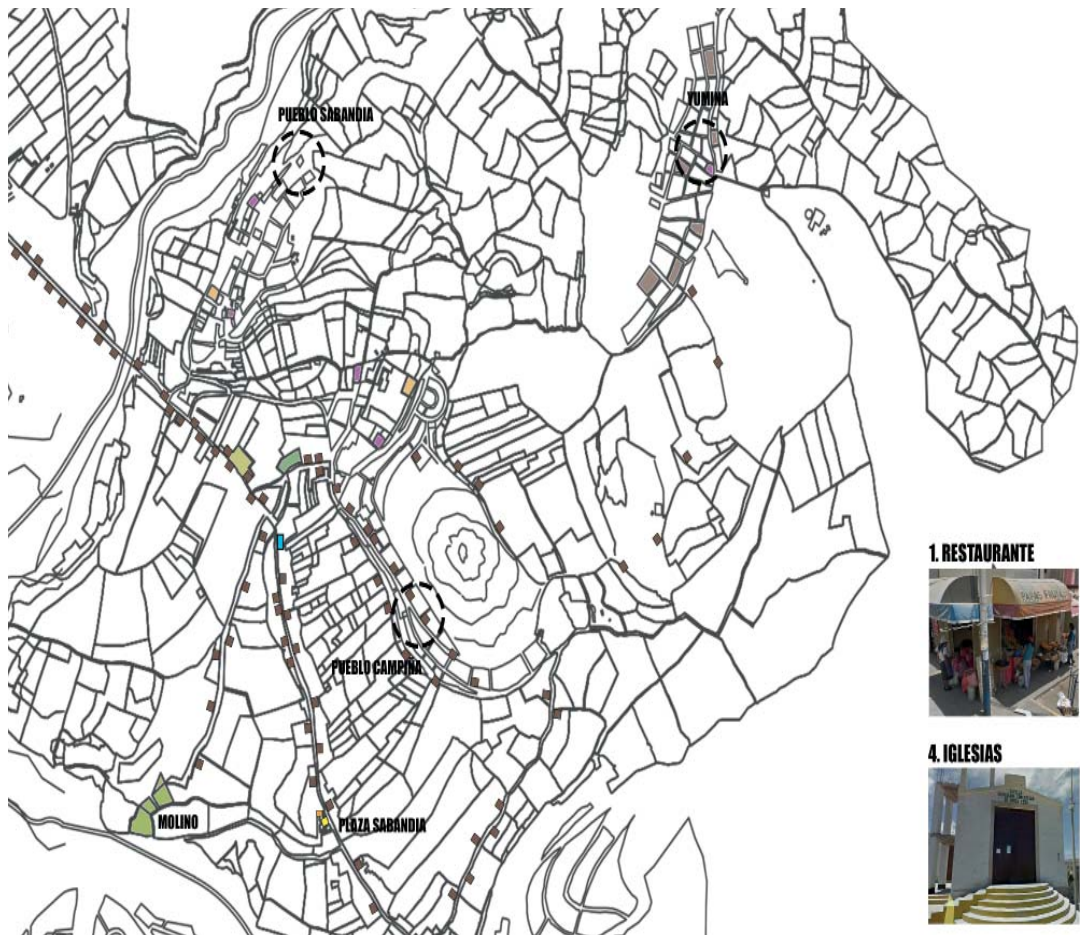 PUEBLO SABANDIA
YUMINA
PUEBLO CAMPIÑA
MOLINO
PLAZA SABANDIA
1. RESTAURANTE
4. IGLESIAS